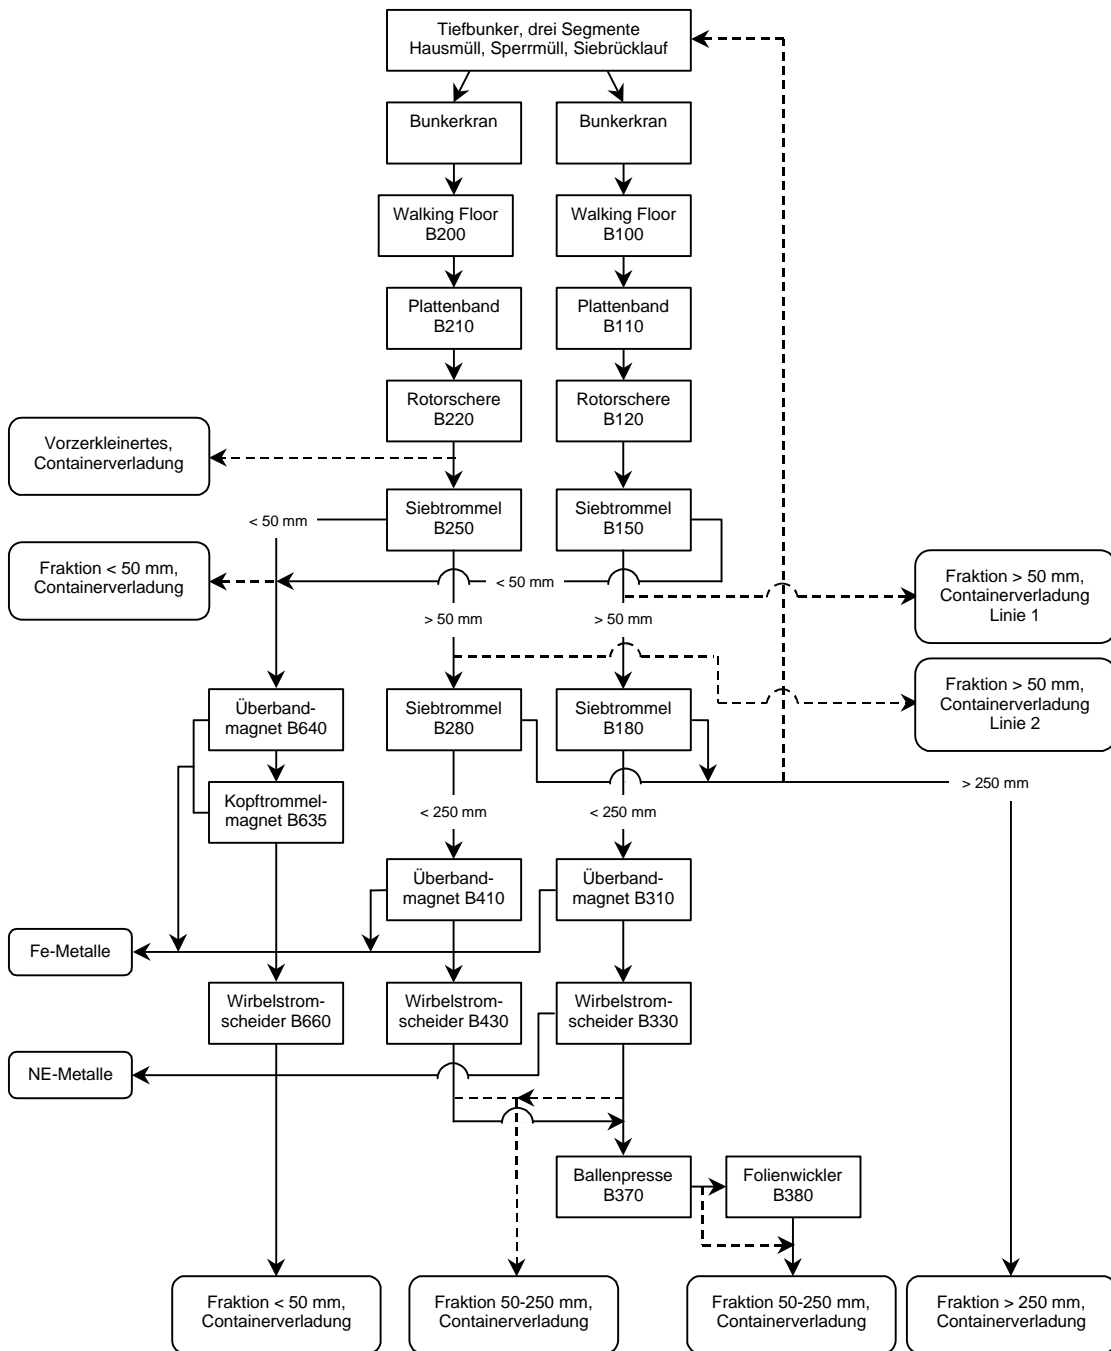 Tiefbunker, drei Segmente
Hausmüll, Sperrmüll, Siebrücklauf
Bunkerkran
Bunkerkran
Walking Floor
B200
Walking Floor
B100
Plattenband
B210
Plattenband
B110
Rotorschere
B220
Rotorschere
B120
Vorzerkleinertes,
Containerverladung
Siebtrommel
B250
Siebtrommel
B150
< 50 mm
Fraktion < 50 mm,
Containerverladung
< 50 mm
Fraktion > 50 mm,
Containerverladung
Linie 1
> 50 mm
> 50 mm
Fraktion > 50 mm,
Containerverladung
Linie 2
Überband-
magnet B640
Siebtrommel
B280
Siebtrommel
B180
> 250 mm
Kopftrommel-
magnet B635
< 250 mm
< 250 mm
Überband-
magnet B410
Überband-
magnet B310
Fe-Metalle
Wirbelstrom-
scheider B660
Wirbelstrom-
scheider B430
Wirbelstrom-
scheider B330
NE-Metalle
Ballenpresse
B370
Folienwickler
B380
Fraktion < 50 mm,
Containerverladung
Fraktion 50-250 mm,
Containerverladung
Fraktion 50-250 mm,
Containerverladung
Fraktion > 250 mm,
Containerverladung